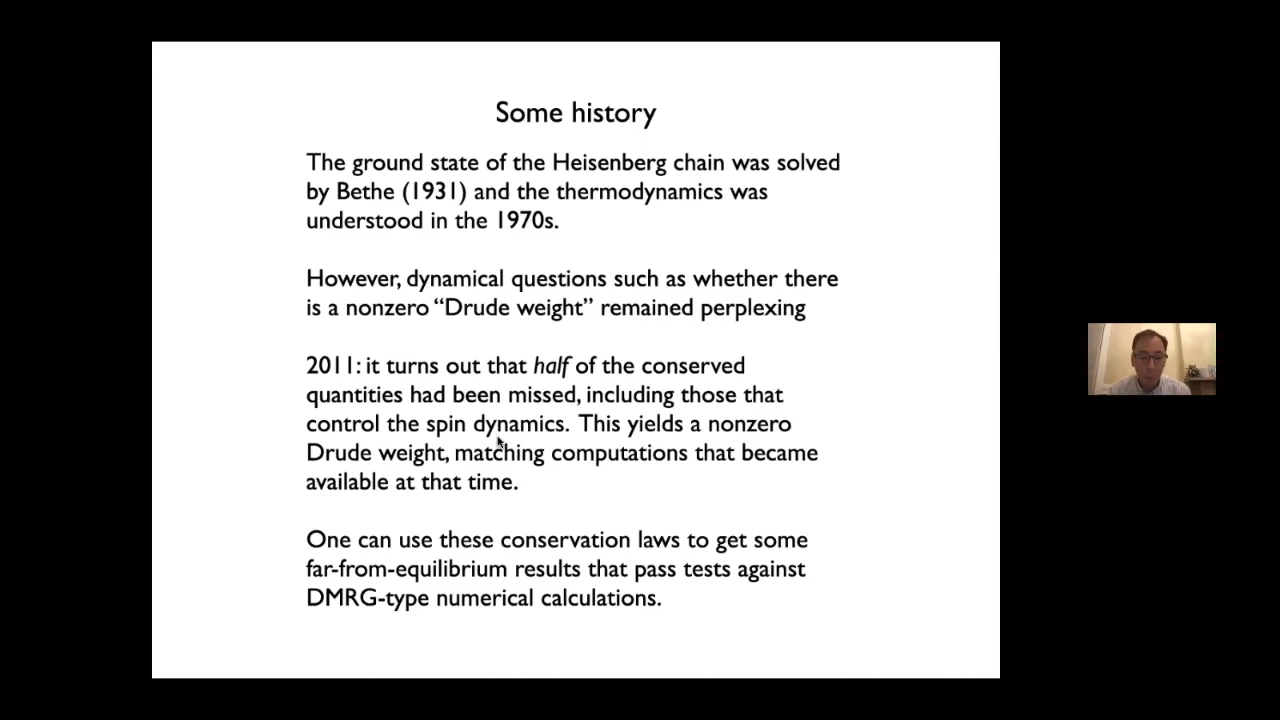 Some history
The ground state of the Heisenberg chain was solved
by Bethe (1931) and the thermodynamics was
understood in the 1970s.
However, dynamical questions such as whether there
is a nonzero “Drude weight” remained perplexing
2011: it turns out that half of the conserved
quantities had been missed, including those that
control the spin dynamics. This yields a nonzero
Drude weight, matching computations that became
available at that time.
One can use these conservation laws to get some
far-from-equilibrium results that pass tests against
DMRG-type numerical calculations.